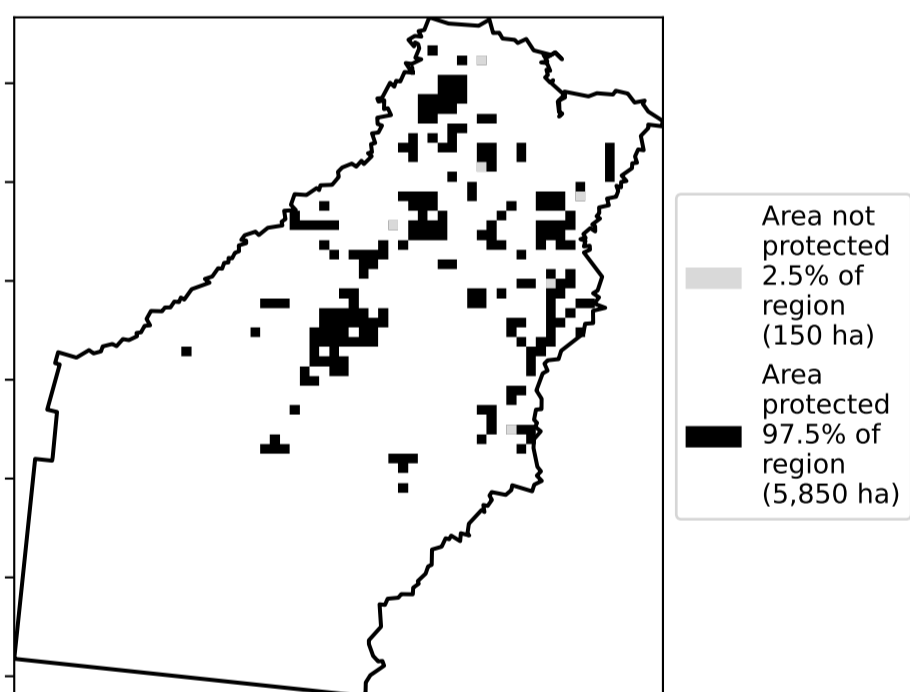 Area not
protected
2.5% of
region
(150 ha)
Area
protected
97.5% of
region
(5,850 ha)